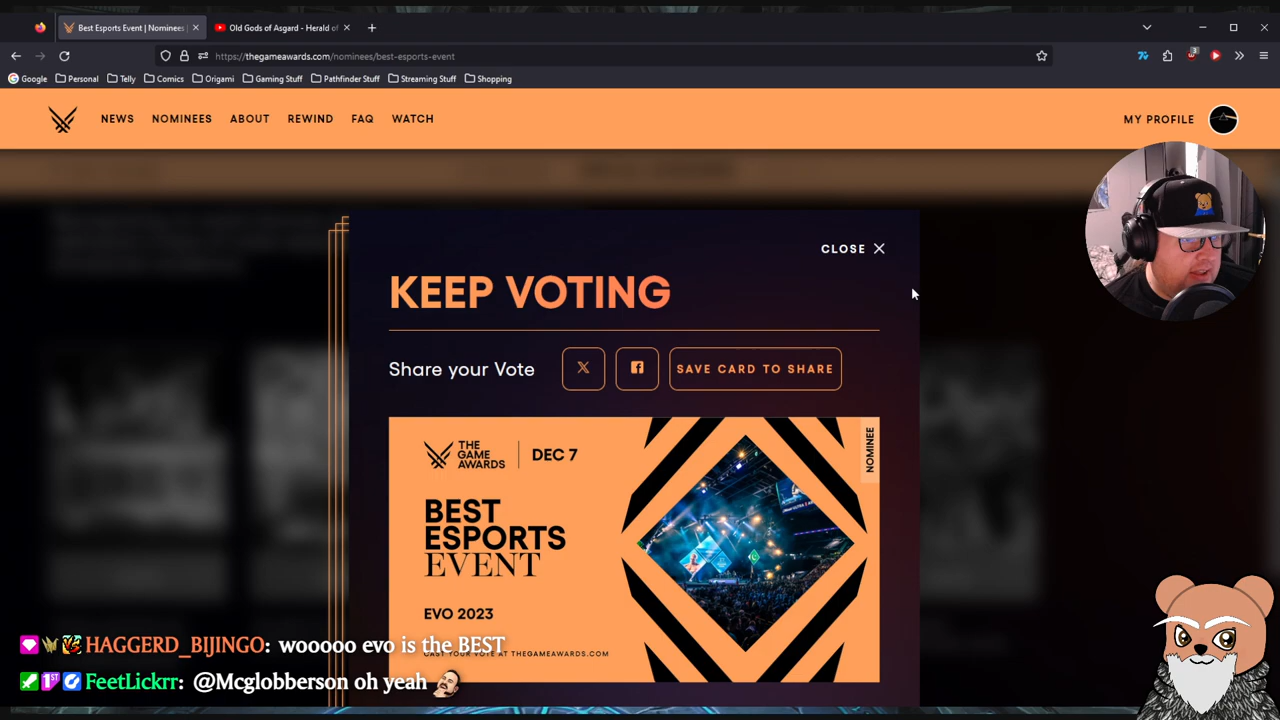 Best Esports Event | Nominees
Old Gods of Asgard - Herald of
https://thegameawards.com/nominees/best-esports-event
3
Google Personal Telly Comics Origami Gaming Stuff Pathfinder Stuff Streaming Stuff Shopping
NEWS NOMINEES ABOUT REWIND FAQ WATCH MY PROFILE
CLOSE
KEEP VOTING
Share your Vote
SAVE CARD TO SHARE
THE
GAME
AWARDS
DEC 7
NOMINEE
BEST
ESPORTS
EVENT
EVO 2023
CAST YOUR VOTE AT THEGAMEAWARDS.COM
HAGGERD_BIJINGO: wooooo evo is the BEST
1ST FeetLickrr: @Mcglobberson oh yeah